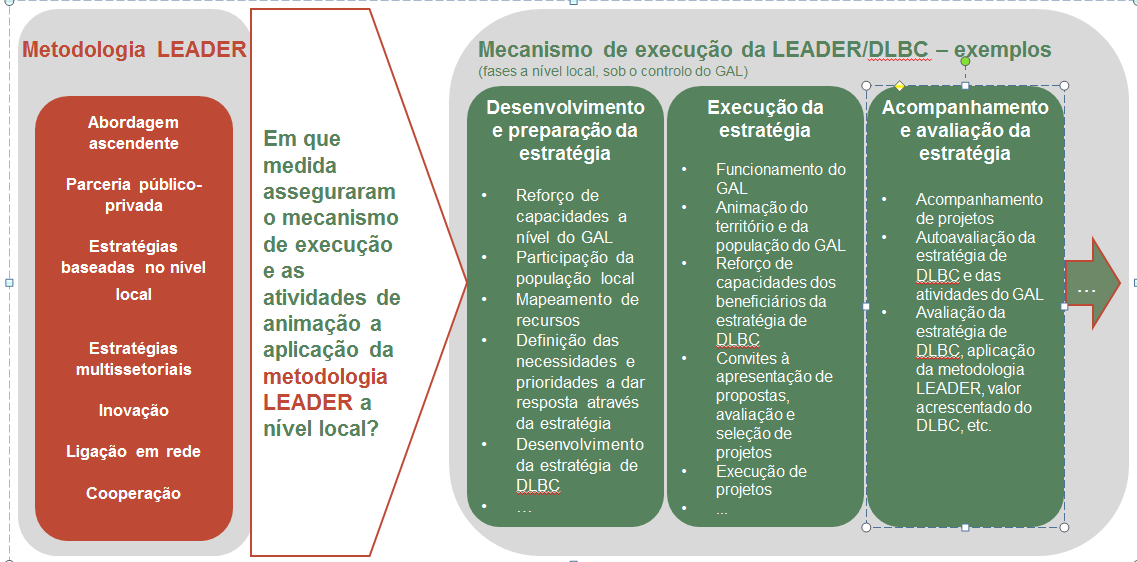 Metodologia LEADER
Abordagem
ascendente
Parceria público-
privada
Estratégias
baseadas no nível
local
Estratégias
multissetoriais
Inovação
Ligação em rede
Cooperação
Em que
medida
asseguraram
o mecanismo
de execução
e as
atividades de
animação a
aplicação da
metodologia
LEADER a
nível local?
Mecanismo de execução da LEADER/DLBC – exemplos
(fases a nível local, sob o controlo do GAL)
Desenvolvimento
e preparação da
estratégia
• Reforço de
capacidades a
nível do GAL
• Participação da
população local
• Mapeamento de
recursos
• Definição das
necessidades e
prioridades a dar
resposta através
da estratégia
• Desenvolvimento
da estratégia de
DLBC
• …
Execução da
estratégia
• Funcionamento do
GAL
• Animação do
território e da
população do GAL
• Reforço de
capacidades dos
beneficiários da
estratégia de
DLBC
• Convites à
apresentação de
propostas,
avaliação e
seleção de
projetos
• Execução de
projetos
• ...
Acompanhamento
e avaliação da
estratégia
• Acompanhamento
de projetos
• Autoavaliação da
estratégia de
DLBC e das
atividades do GAL
• Avaliação da
estratégia de
DLBC, aplicação
da metodologia
LEADER, valor
acrescentado do
DLBC, etc.
…